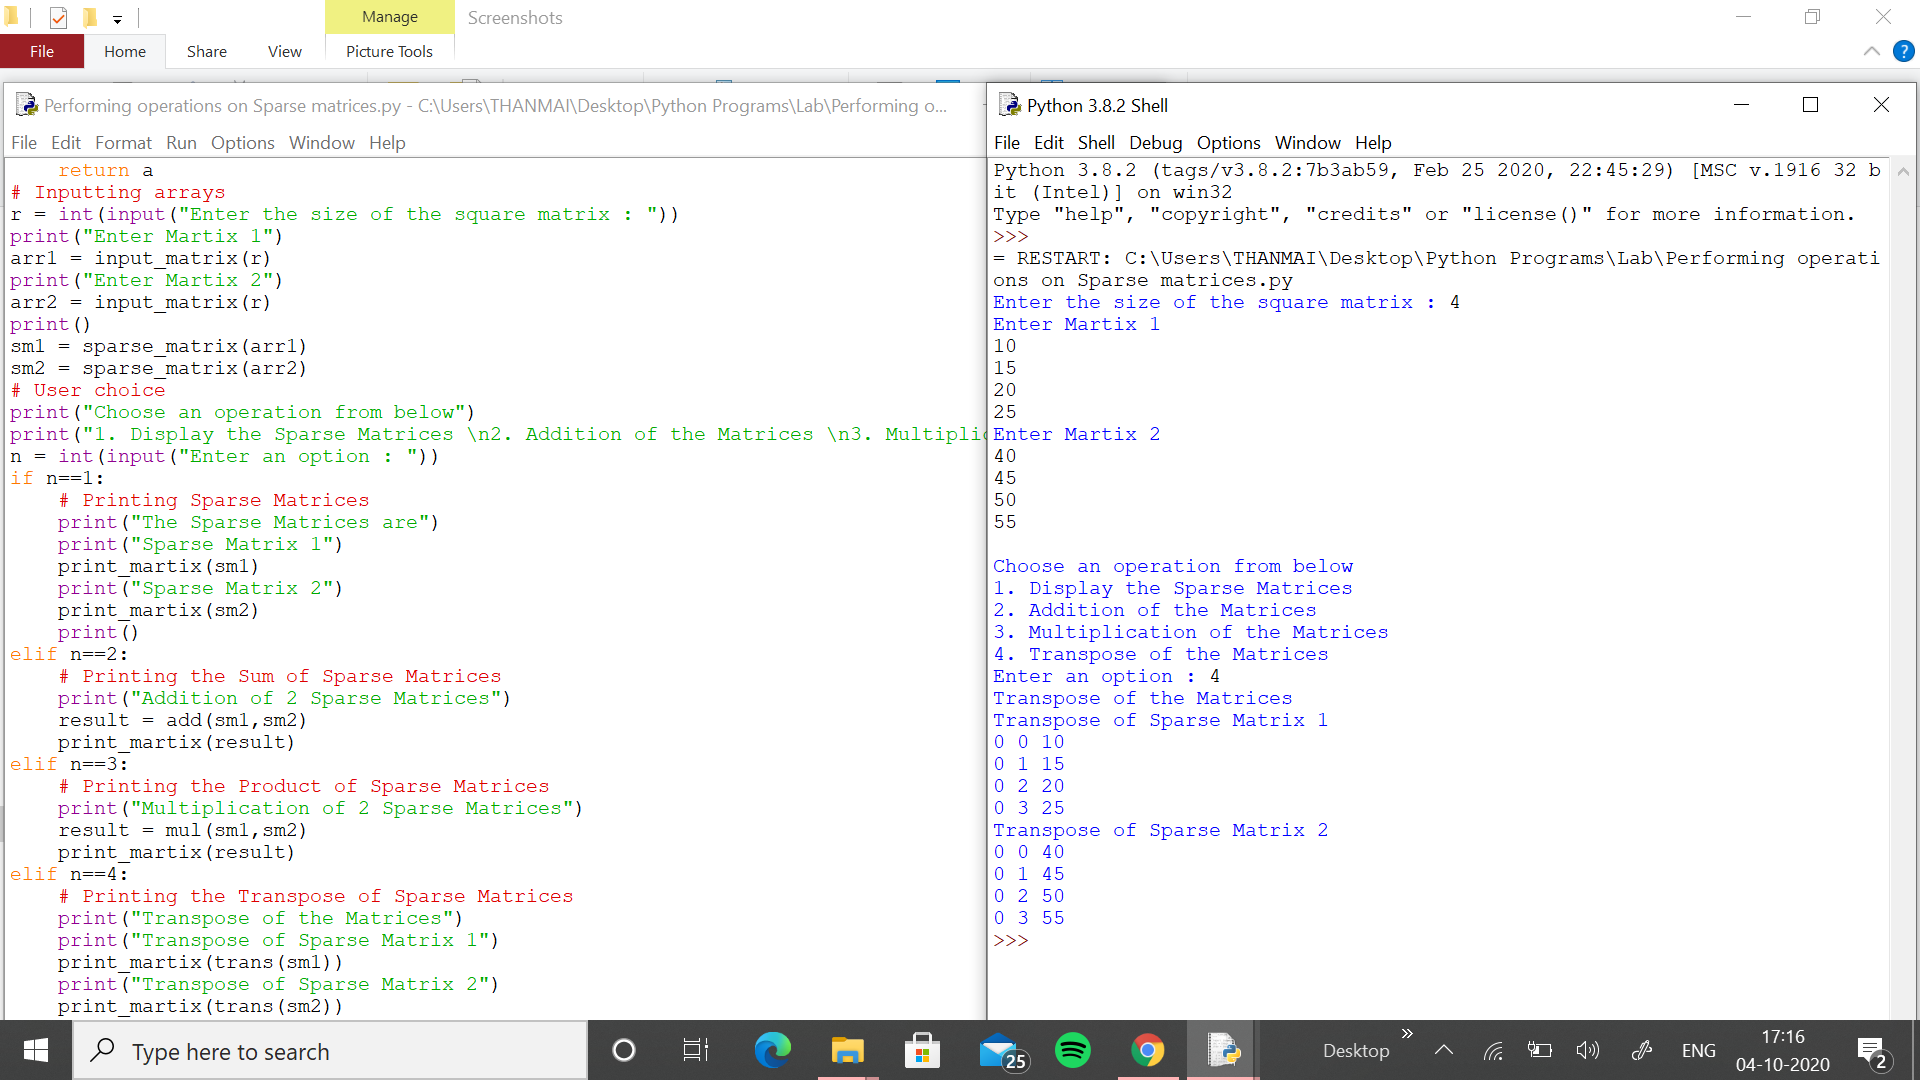 Manage
Screenshots
File
Home
Share
View
Picture Tools
Performing operations on Sparse matrices.py - C:\Users\THANMAI\Desktop\Python Programs\Lab\Performing o...
File Edit Format Run Options Window Help
    return a
# Inputting arrays
r = int(input("Enter the size of the square matrix : "))
print("Enter Martix 1")
arr1 = input_matrix(r)
print("Enter Martix 2")
arr2 = input_matrix(r)
print()
sm1 = sparse_matrix(arr1)
sm2 = sparse_matrix(arr2)
# User choice
print("Choose an operation from below")
print("1. Display the Sparse Matrices \n2. Addition of the Matrices \n3. Multiplic
n = int(input("Enter an option : "))
if n==1:
    # Printing Sparse Matrices
    print("The Sparse Matrices are")
    print("Sparse Matrix 1")
    print_martix(sm1)
    print("Sparse Matrix 2")
    print_martix(sm2)
    print()
elif n==2:
    # Printing the Sum of Sparse Matrices
    print("Addition of 2 Sparse Matrices")
    result = add(sm1,sm2)
    print_martix(result)
elif n==3:
    # Printing the Product of Sparse Matrices
    print("Multiplication of 2 Sparse Matrices")
    result = mul(sm1,sm2)
    print_martix(result)
elif n==4:
    # Printing the Transpose of Sparse Matrices
    print("Transpose of the Matrices")
    print("Transpose of Sparse Matrix 1")
    print_martix(trans(sm1))
    print("Transpose of Sparse Matrix 2")
    print_martix(trans(sm2))
Python 3.8.2 Shell
File Edit Shell Debug Options Window Help
Python 3.8.2 (tags/v3.8.2:7b3ab59, Feb 25 2020, 22:45:29) [MSC v.1916 32 b
it (Intel)] on win32
Type "help", "copyright", "credits" or "license()" for more information.
>>>
= RESTART: C:\Users\THANMAI\Desktop\Python Programs\Lab\Performing operati
ons on Sparse matrices.py
Enter the size of the square matrix : 4
Enter Martix 1
10
15
20
25
Enter Martix 2
40
45
50
55
Choose an operation from below
1. Display the Sparse Matrices
2. Addition of the Matrices
3. Multiplication of the Matrices
4. Transpose of the Matrices
Enter an option : 4
Transpose of the Matrices
Transpose of Sparse Matrix 1
0 0 10
0 1 15
0 2 20
0 3 25
Transpose of Sparse Matrix 2
0 0 40
0 1 45
0 2 50
0 3 55
>>>
Type here to search
25
Desktop
ENG
17:16
04-10-2020
2